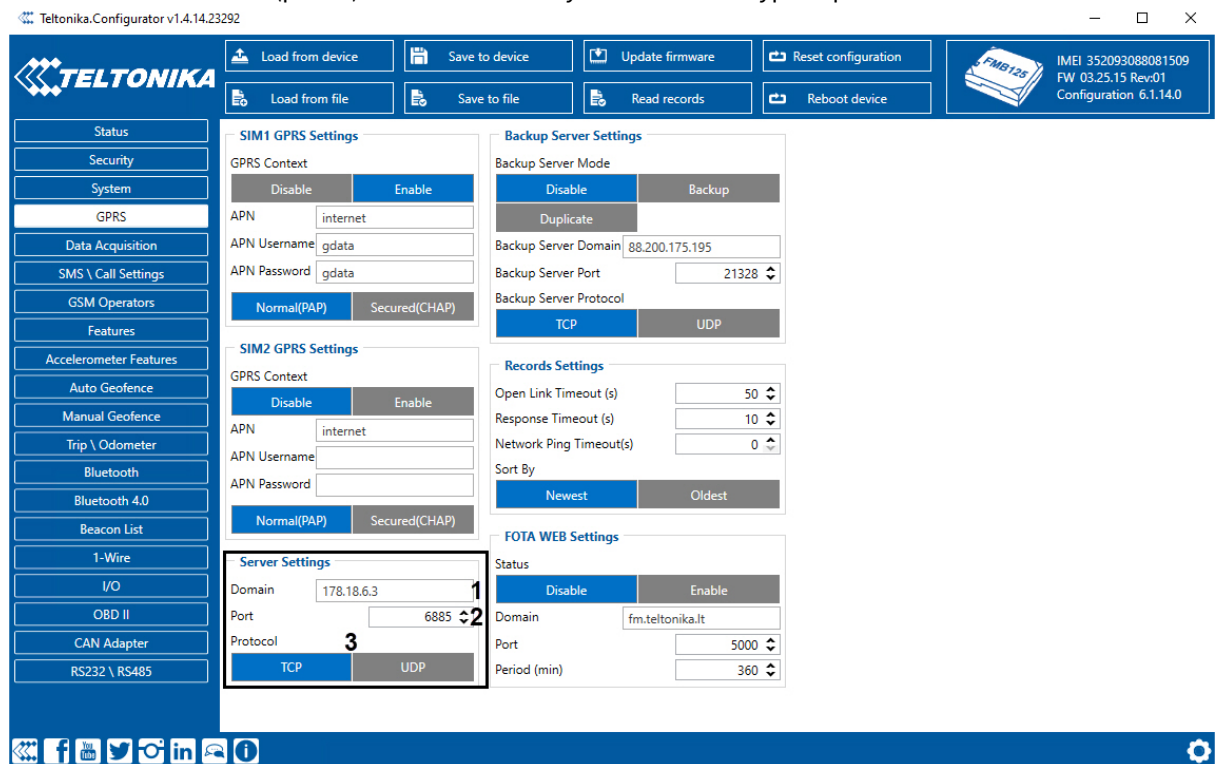 Teltonika.Configurator v1.4.14.23292
TELTONIKA
Load from device
Save to device
Update firmware
Reset configuration
Load from file
Save to file
Read records
Reboot device
FMB125
IMEI 352093088081509
FW 03.25.15 Rev:01
Configuration 6.1.14.0
Status
Security
System
GPRS
Data Acquisition
SMS \ Call Settings
GSM Operators
Features
Accelerometer Features
Auto Geofence
Manual Geofence
Trip \ Odometer
Bluetooth
Bluetooth 4.0
Beacon List
1-Wire
I/O
OBD II
CAN Adapter
RS232 \ RS485
SIM1 GPRS Settings
GPRS Context
Disable Enable
APN internet
APN Username gdata
APN Password gdata
Normal(PAP) Secured(CHAP)
SIM2 GPRS Settings
GPRS Context
Disable Enable
APN internet
APN Username
APN Password
Normal(PAP) Secured(CHAP)
Server Settings
Domain 178.18.6.3 1
Port 6885 2
Protocol 3
TCP UDP
Backup Server Settings
Backup Server Mode
Disable Backup
Duplicate
Backup Server Domain 88.200.175.195
Backup Server Port 21328
Backup Server Protocol
TCP UDP
Records Settings
Open Link Timeout (s) 50
Response Timeout (s) 10
Network Ping Timeout(s) 0
Sort By
Newest Oldest
FOTA WEB Settings
Status
Disable Enable
Domain fm.teltonika.lt
Port 5000
Period (min) 360
You Tube
in